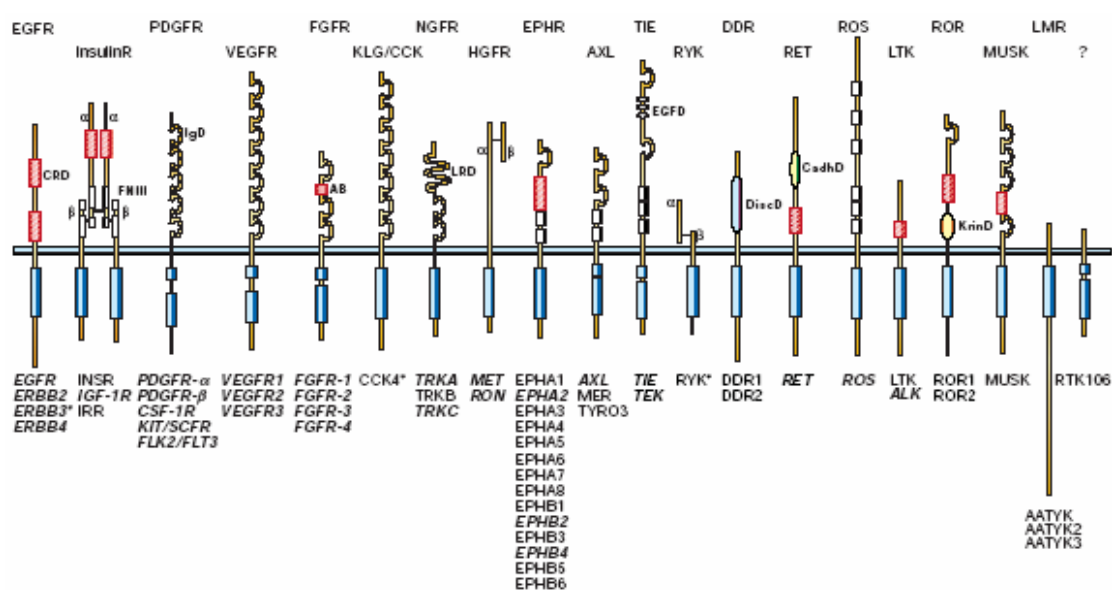 EGFR PDGFR FGFR NGFR EPHR TIE DDR ROS ROR LMR
InsulinR VEGFR KLG/CCK HGFR AXL RYK RET LTK MUSK ?
α α
IgD
EGFD
CRD
FNIII
AB
LRD
α β
CadhD
DiscD
KrinD
β β
α β
EGFR
ERBB2
ERBB3*
ERBB4
INSR
IGF-1R
IRR
PDGFR-α
PDGFR-β
CSF-1R
KIT/SCFR
FLK2/FLT3
VEGFR1
VEGFR2
VEGFR3
FGFR-1
FGFR-2
FGFR-3
FGFR-4
CCK4*
TRKA
TRKB
TRKC
MET
RON
EPHA1
EPHA2
EPHA3
EPHA4
EPHA5
EPHA6
EPHA7
EPHA8
EPHB1
EPHB2
EPHB3
EPHB4
EPHB5
EPHB6
AXL
MER
TYRO3
TIE
TEK
RYK*
DDR1
DDR2
RET
ROS
LTK
ALK
ROR1
ROR2
MUSK
AATYK
AATYK2
AATYK3
RTK106